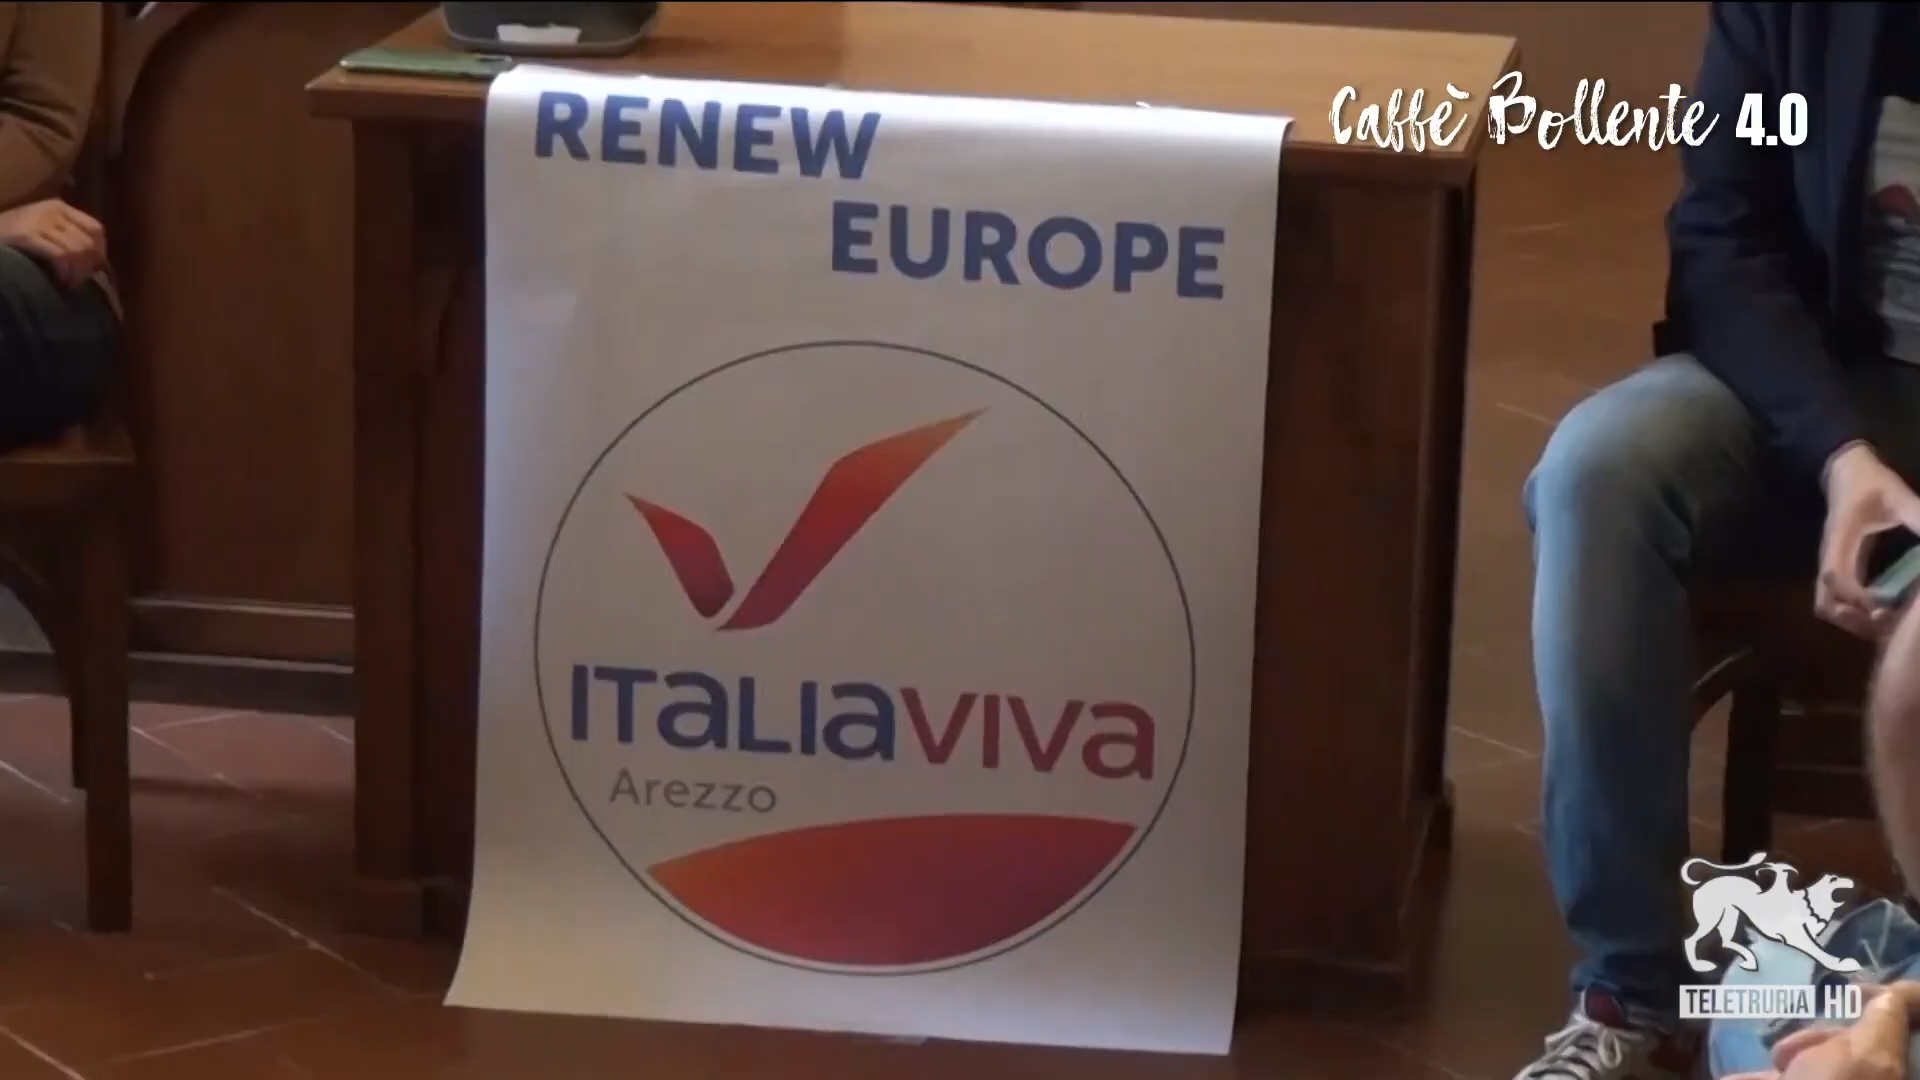 Caffè Bollente 4.0
RENEW
EUROPE
ITALIAVIVA
Arezzo
TELETRURIA HD